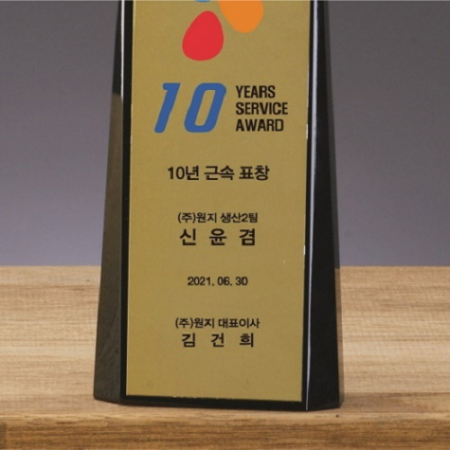 10 YEARS
SERVICE
AWARD
10년 근속 표창
(주)원지 생산2팀
신 윤 겸
2021. 06. 30
(주)원지 대표이사
김 건 희